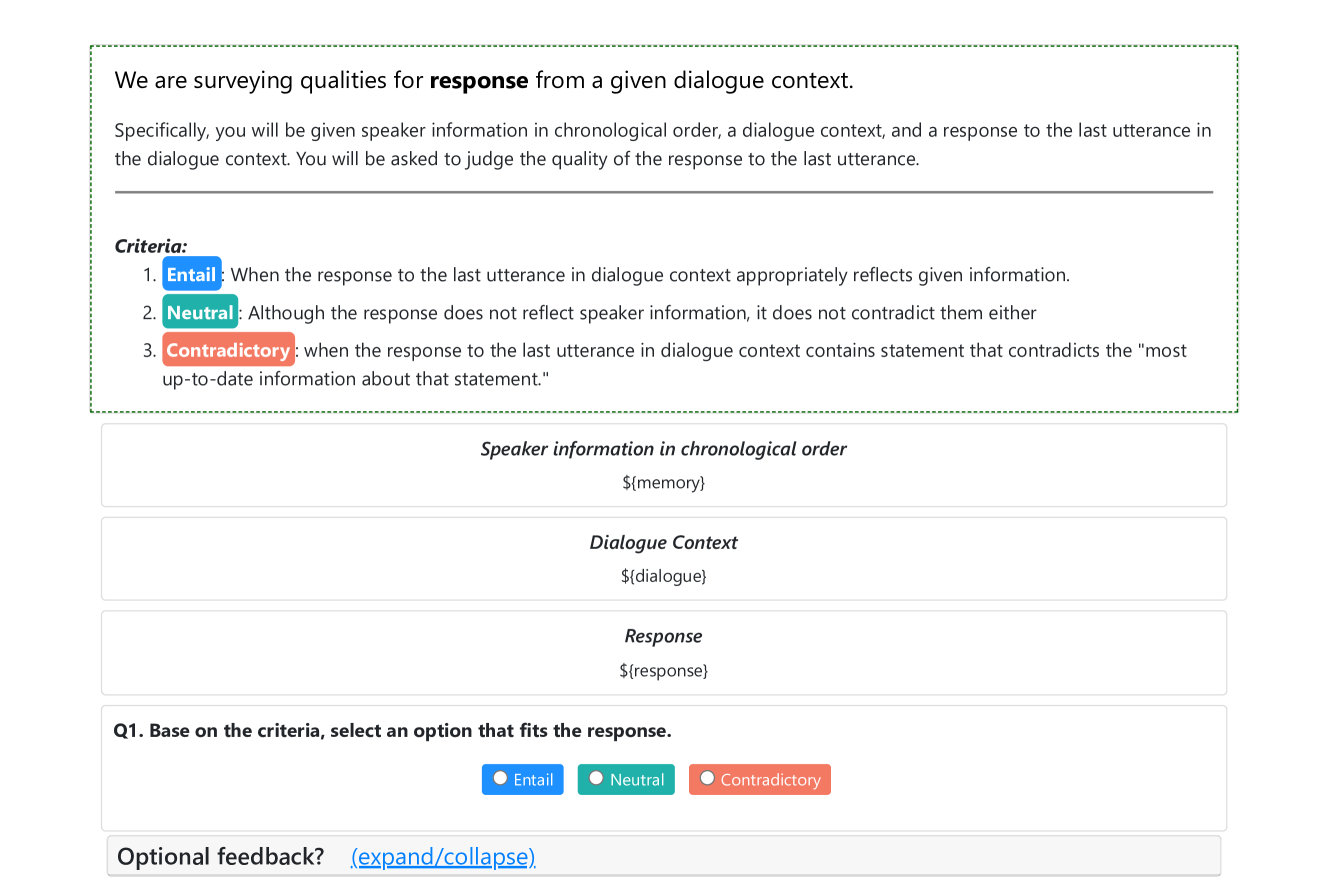 We are surveying qualities for response from a given dialogue context.
Specifically, you will be given speaker information in chronological order, a dialogue context, and a response to the last utterance in
the dialogue context. You will be asked to judge the quality of the response to the last utterance.
Criteria:
1. Entail: When the response to the last utterance in dialogue context appropriately reflects given information.
2. Neutral: Although the response does not reflect speaker information, it does not contradict them either
3. Contradictory: when the response to the last utterance in dialogue context contains statement that contradicts the "most
up-to-date information about that statement."
Speaker information in chronological order
${memory}
Dialogue Context
${dialogue}
Response
${response}
Q1. Base on the criteria, select an option that fits the response.
Entail Neutral Contradictory
Optional feedback? (expand/collapse)